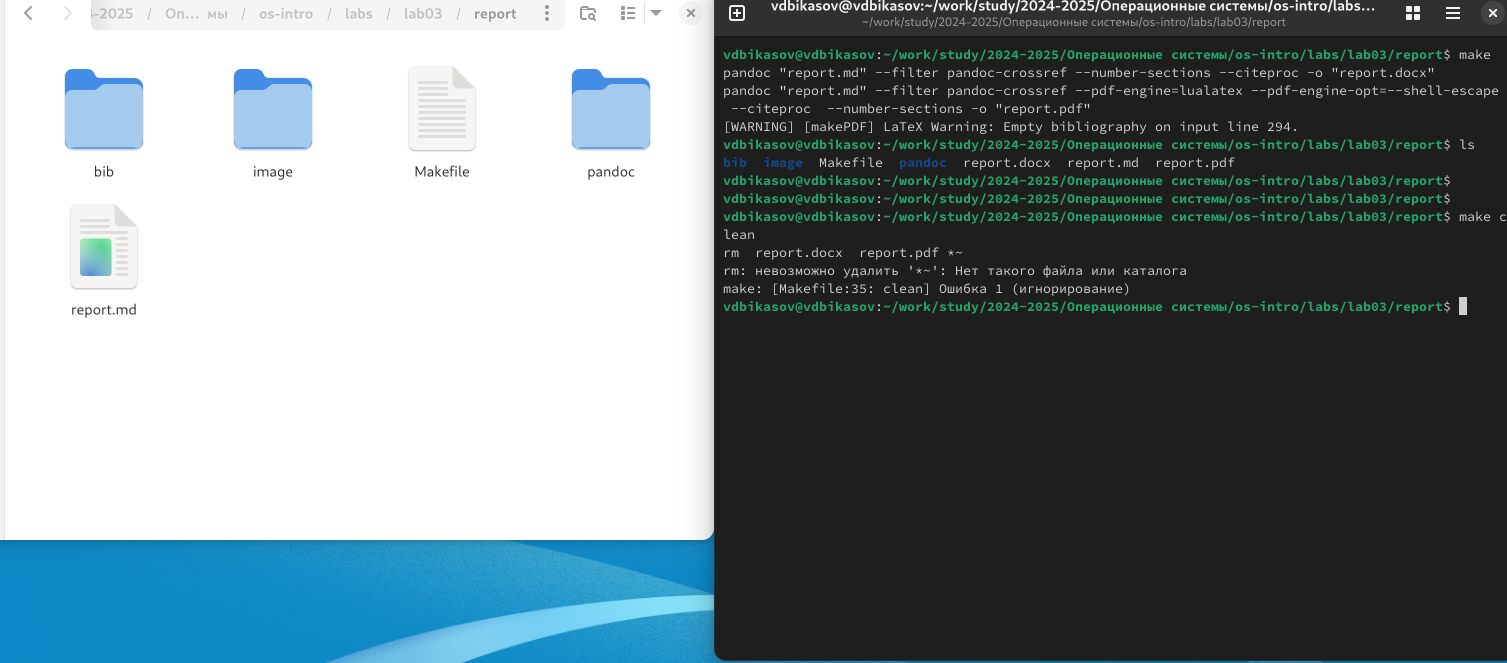 -2025 / Оп… мы / os-intro / labs / lab03 / report
bib
image
Makefile
pandoc
report.md
vdbikasov@vdbikasov:~/work/study/2024-2025/Операционные системы/os-intro/labs…
~/work/study/2024-2025/Операционные системы/os-intro/labs/lab03/report
vdbikasov@vdbikasov:~/work/study/2024-2025/Операционные системы/os-intro/labs/lab03/report$ make
pandoc "report.md" --filter pandoc-crossref --number-sections --citeproc -o "report.docx"
pandoc "report.md" --filter pandoc-crossref --pdf-engine=lualatex --pdf-engine-opt=--shell-escape
--citeproc  --number-sections -o "report.pdf"
[WARNING] [makePDF] LaTeX Warning: Empty bibliography on input line 294.
vdbikasov@vdbikasov:~/work/study/2024-2025/Операционные системы/os-intro/labs/lab03/report$ ls
bib  image  Makefile  pandoc  report.docx  report.md  report.pdf
vdbikasov@vdbikasov:~/work/study/2024-2025/Операционные системы/os-intro/labs/lab03/report$
vdbikasov@vdbikasov:~/work/study/2024-2025/Операционные системы/os-intro/labs/lab03/report$
vdbikasov@vdbikasov:~/work/study/2024-2025/Операционные системы/os-intro/labs/lab03/report$ make c
lean
rm  report.docx  report.pdf *~
rm: невозможно удалить '*~': Нет такого файла или каталога
make: [Makefile:35: clean] Ошибка 1 (игнорирование)
vdbikasov@vdbikasov:~/work/study/2024-2025/Операционные системы/os-intro/labs/lab03/report$